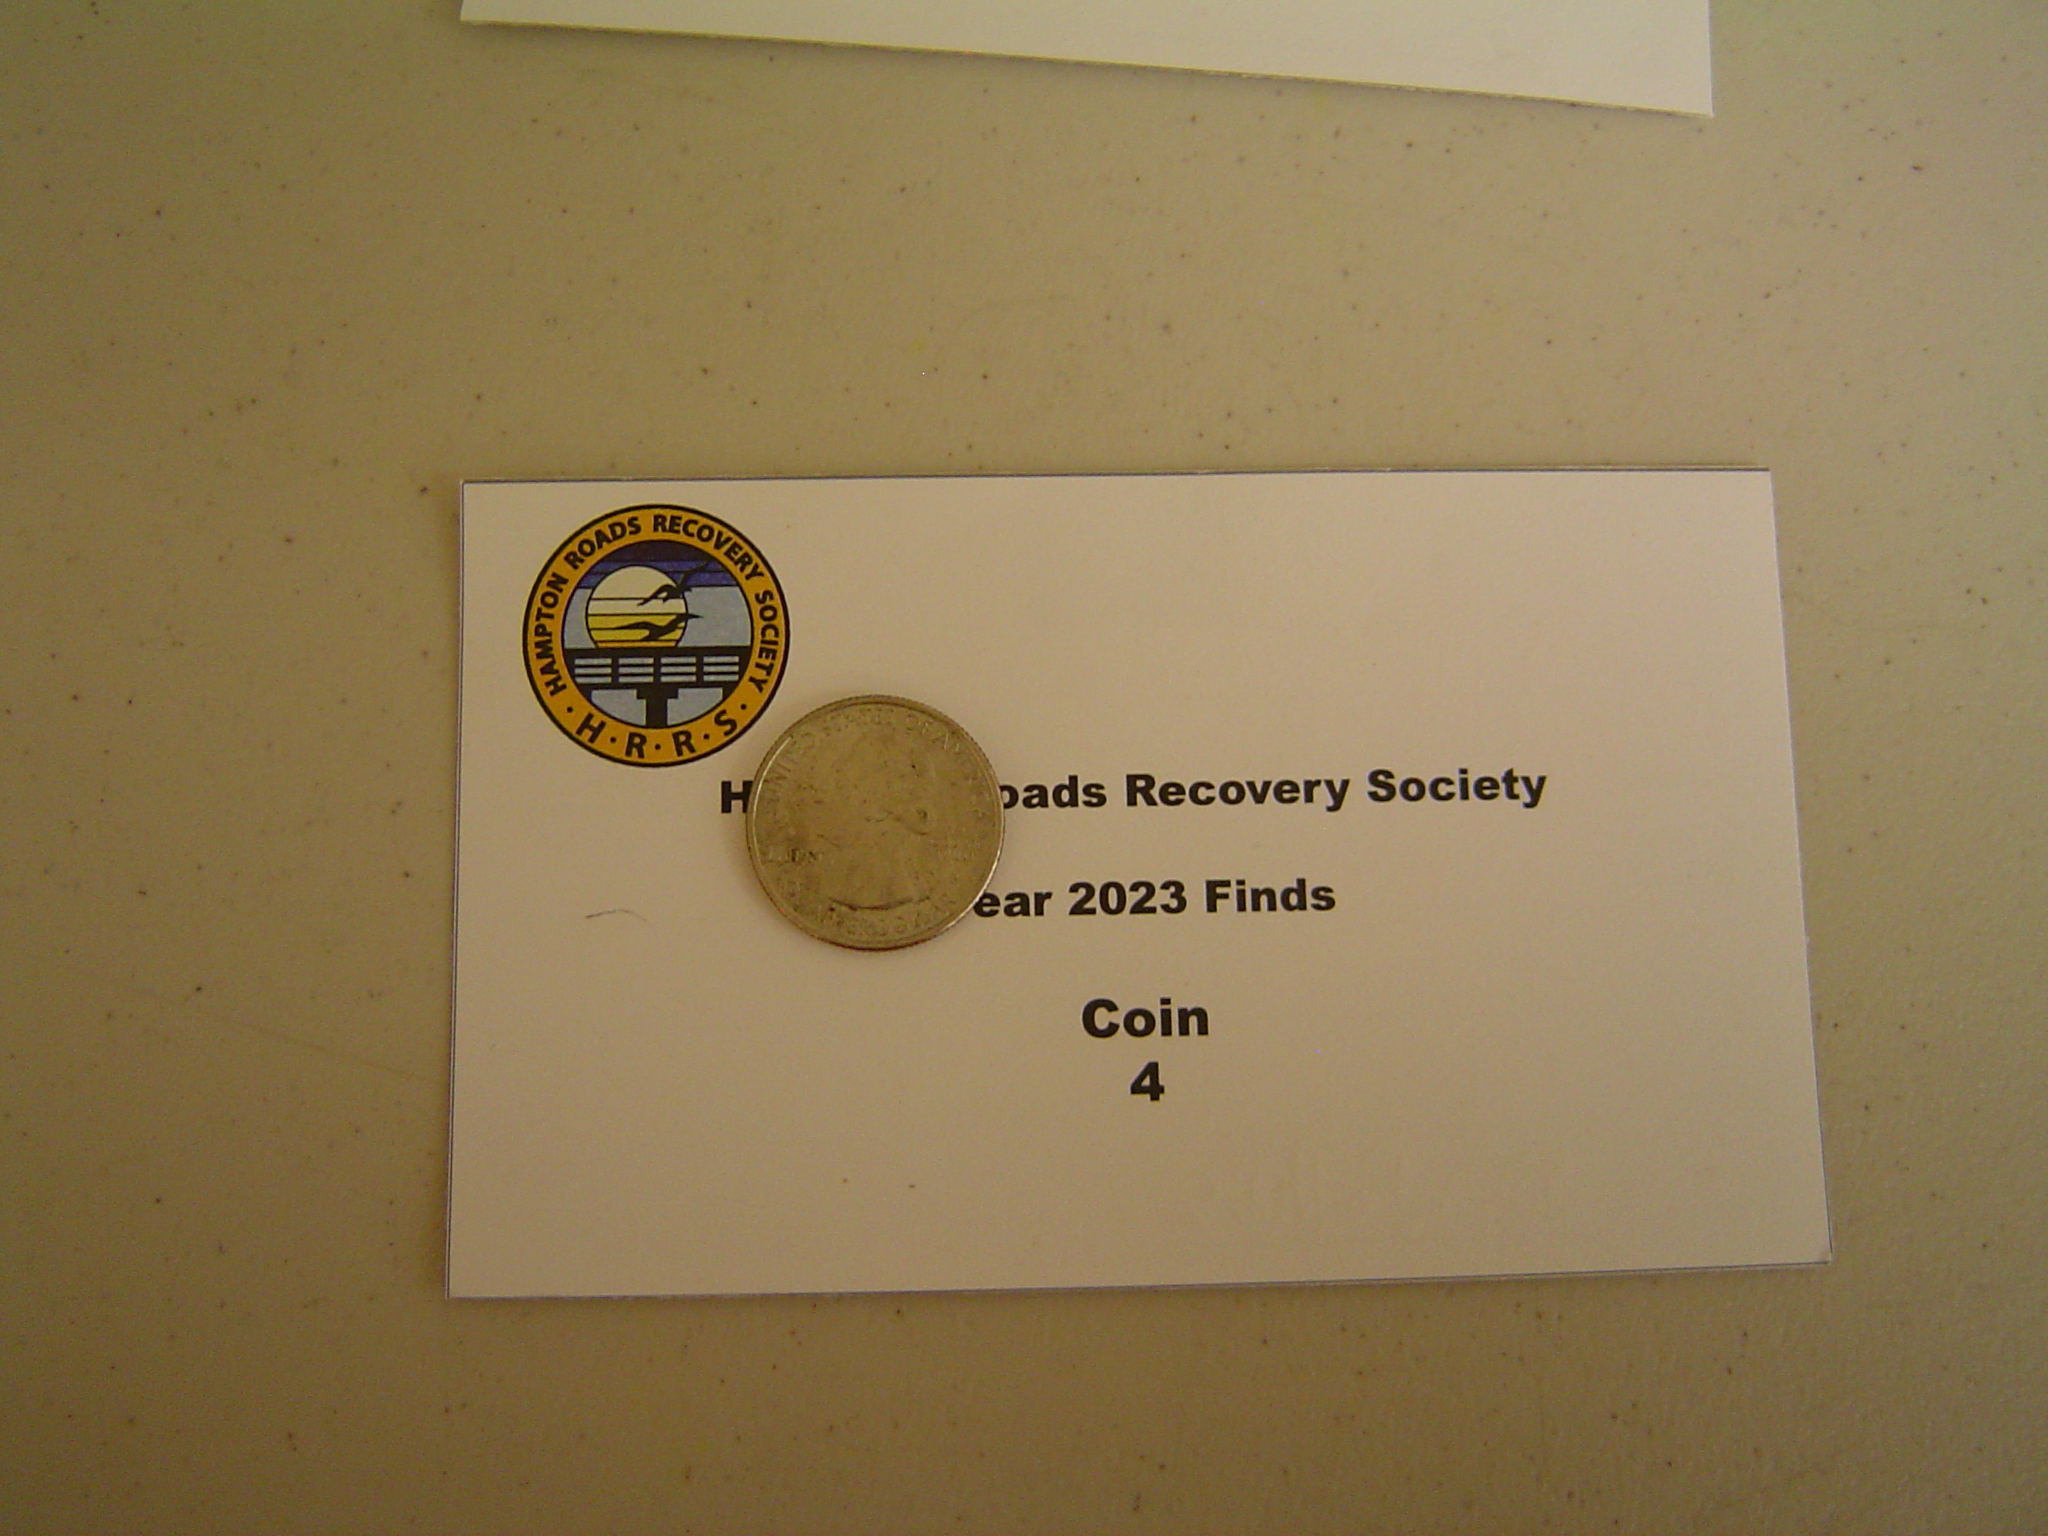 HAMPTON ROADS RECOVERY SOCIETY
· H · R · R · S ·
H oads Recovery Society
ear 2023 Finds
Coin
4